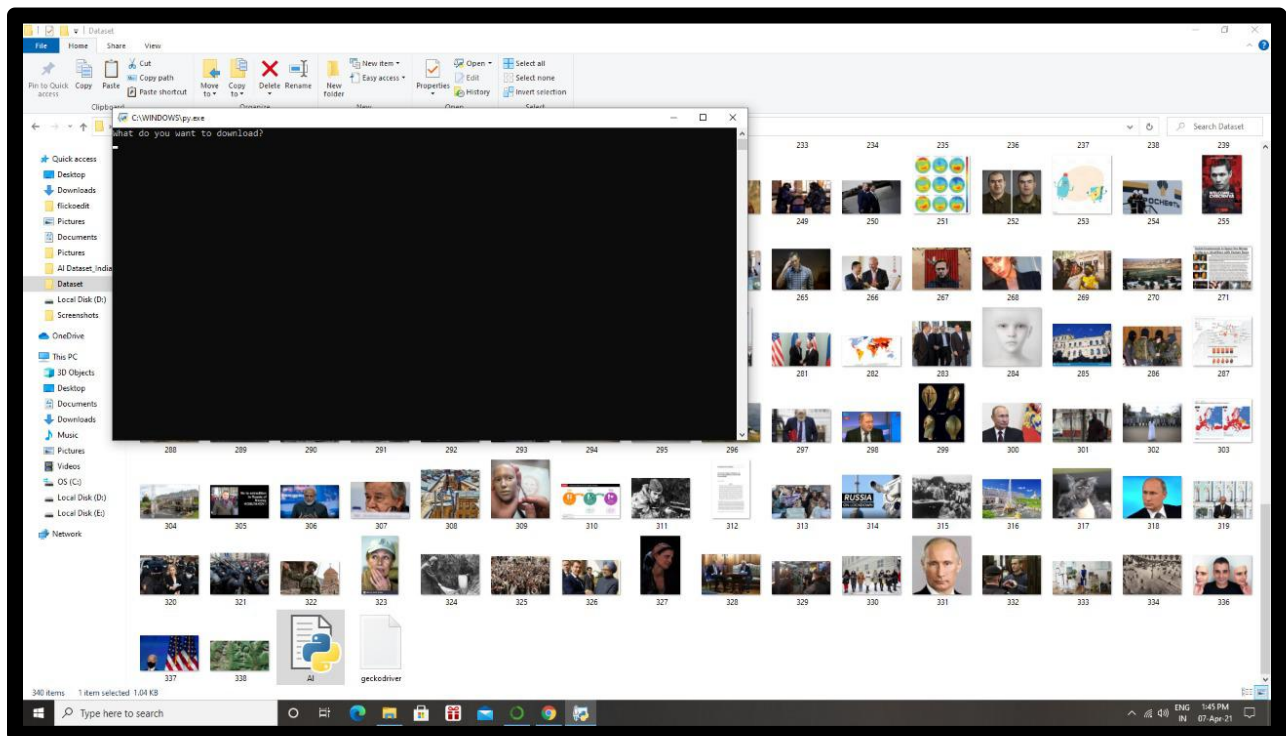 Dataset
File Home Share View
Pin to Quick access
Copy
Paste
Cut
Copy path
Paste shortcut
Move to
Copy to
Delete
Rename
New folder
New item
Easy access
Properties
Open
Edit
History
Select all
Select none
Invert selection
Clipboard Organize New Open Select
C:\WINDOWS\py.exe
What do you want to download?
Search Dataset
Quick access
Desktop
Downloads
flickoedit
Pictures
Documents
Pictures
AI Dataset_India
Dataset
Local Disk (D:)
Screenshots
OneDrive
This PC
3D Objects
Desktop
Documents
Downloads
Music
Pictures
Videos
OS (C:)
Local Disk (D:)
Local Disk (E:)
Network
233 234 235 236 237 238 239
249 250 251 252 253 254 255
265 266 267 268 269 270 271
281 282 283 284 285 286 287
288 289 290 291 292 293 294 295 296 297 298 299 300 301 302 303
RUSSIA
304 305 306 307 308 309 310 311 312 313 314 315 316 317 318 319
320 321 322 323 324 325 326 327 328 329 330 331 332 333 334 336
337 338 AI geckodriver
340 items 1 item selected 1.04 KB
Type here to search
ENG
IN
1:45 PM
07-Apr-21